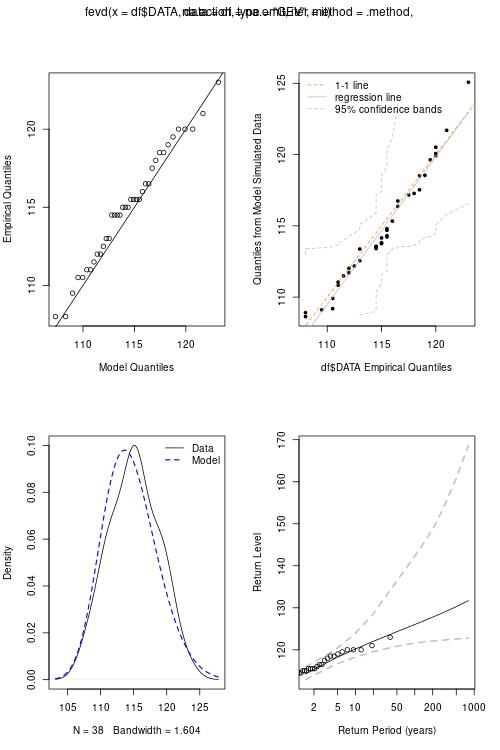 fevd(x = df$DATA,
Empirical Quantiles
110 115 120
110 115 120
Model Quantiles
Quantiles from Model Simulated Data
110 115 120 125
1-1 line
regression line
95% confidence bands
110 115 120
df$DATA Empirical Quantiles
Density
0.00 0.02 0.04 0.06 0.08 0.10
Data
Model
105 110 115 120 125
N = 38 Bandwidth = 1.604
Return Level
120 130 140 150 160 170
2 5 10 50 200 1000
Return Period (years)